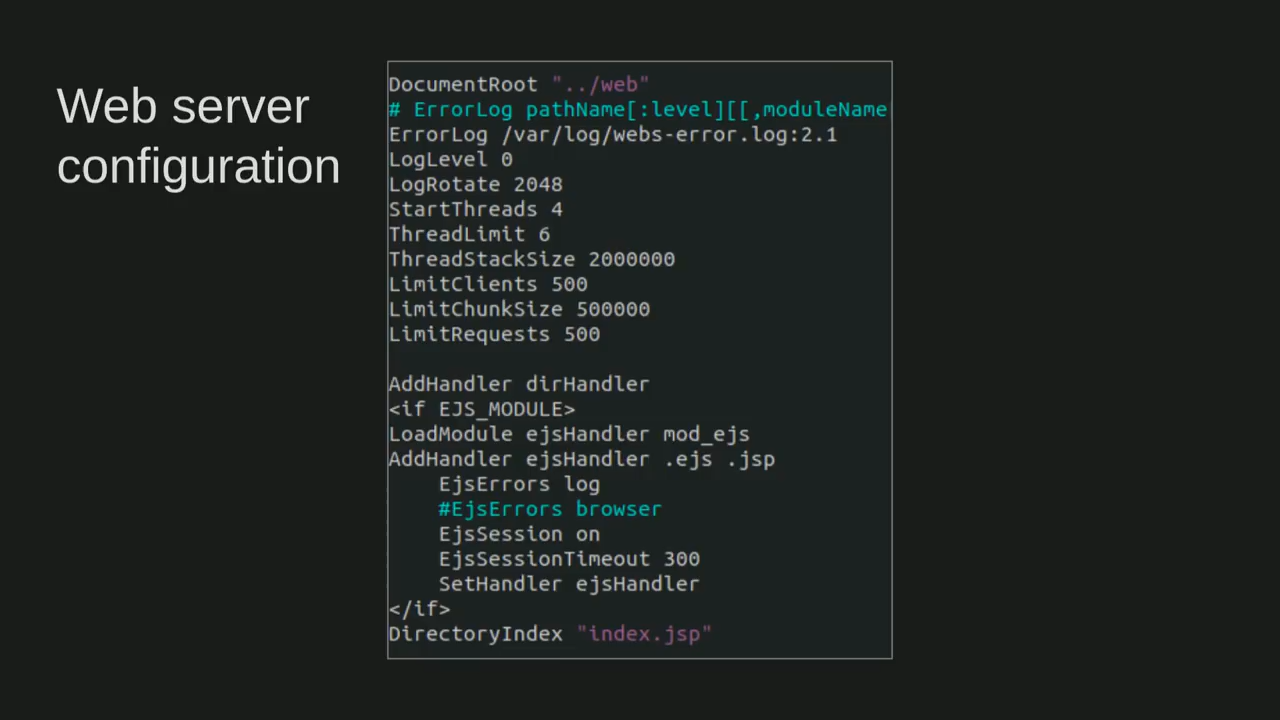 Web server
configuration
DocumentRoot "../web"
# ErrorLog pathName[:level][[,moduleName
ErrorLog /var/log/webs-error.log:2.1
LogLevel 0
LogRotate 2048
StartThreads 4
ThreadLimit 6
ThreadStackSize 2000000
LimitClients 500
LimitChunkSize 500000
LimitRequests 500
AddHandler dirHandler
<if EJS_MODULE>
LoadModule ejsHandler mod_ejs
AddHandler ejsHandler .ejs .jsp
EjsErrors log
#EjsErrors browser
EjsSession on
EjsSessionTimeout 300
SetHandler ejsHandler
</if>
DirectoryIndex "index.jsp"